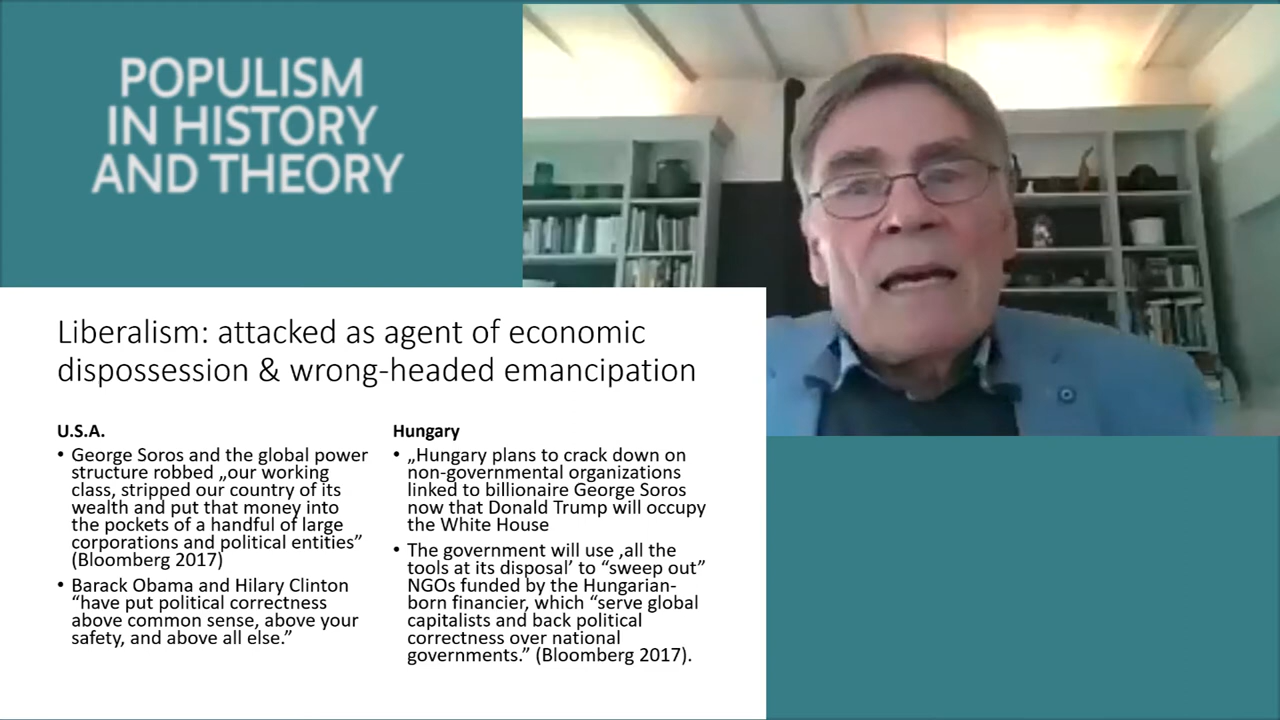 POPULISM
IN HISTORY
AND THEORY
Liberalism: attacked as agent of economic
dispossession & wrong-headed emancipation
U.S.A.
• George Soros and the global power
structure robbed „our working
class, stripped our country of its
wealth and put that money into
the pockets of a handful of large
corporations and political entities”
(Bloomberg 2017)
• Barack Obama and Hilary Clinton
“have put political correctness
above common sense, above your
safety, and above all else.”
Hungary
• „Hungary plans to crack down on
non-governmental organizations
linked to billionaire George Soros
now that Donald Trump will occupy
the White House
• The government will use ‚all the
tools at its disposal’ to “sweep out”
NGOs funded by the Hungarian-
born financier, which “serve global
capitalists and back political
correctness over national
governments.” (Bloomberg 2017).